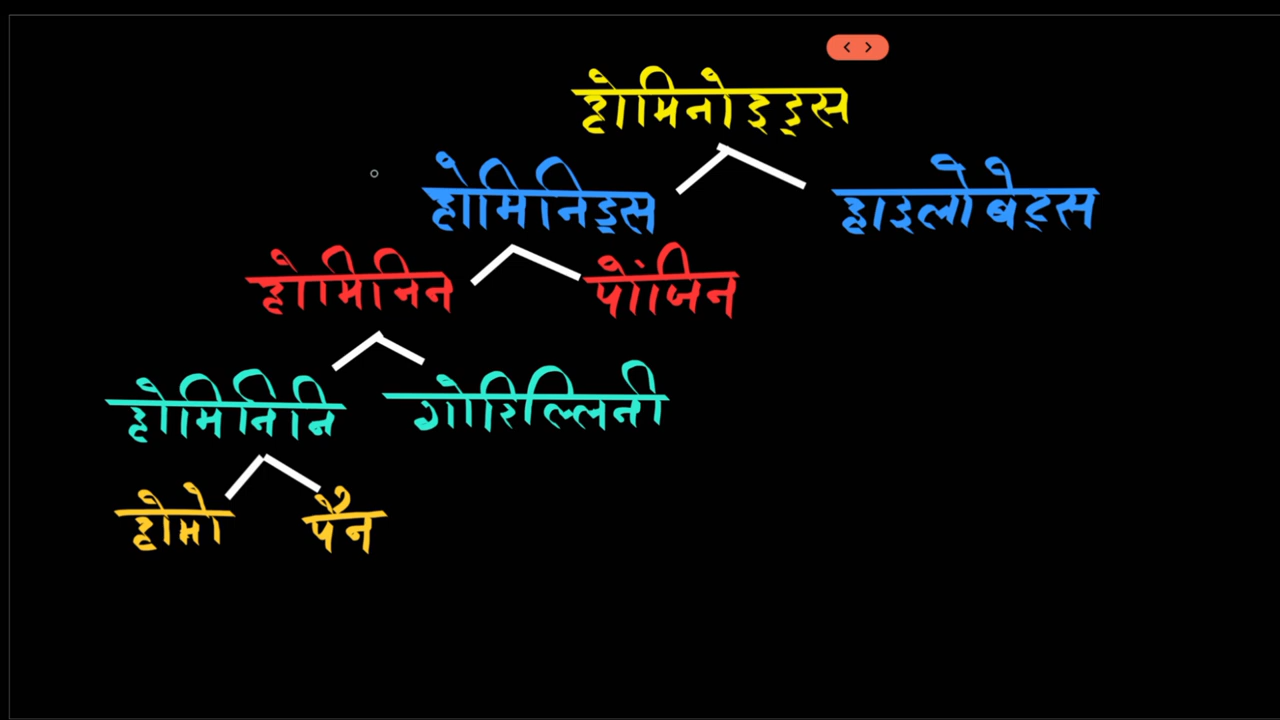 होमिनोइड्स
होमिनिड्स हाइलोबेट्स
होमिनिन पोंजिन
होमिनिनि गोरिल्लिनी
होमो पैन